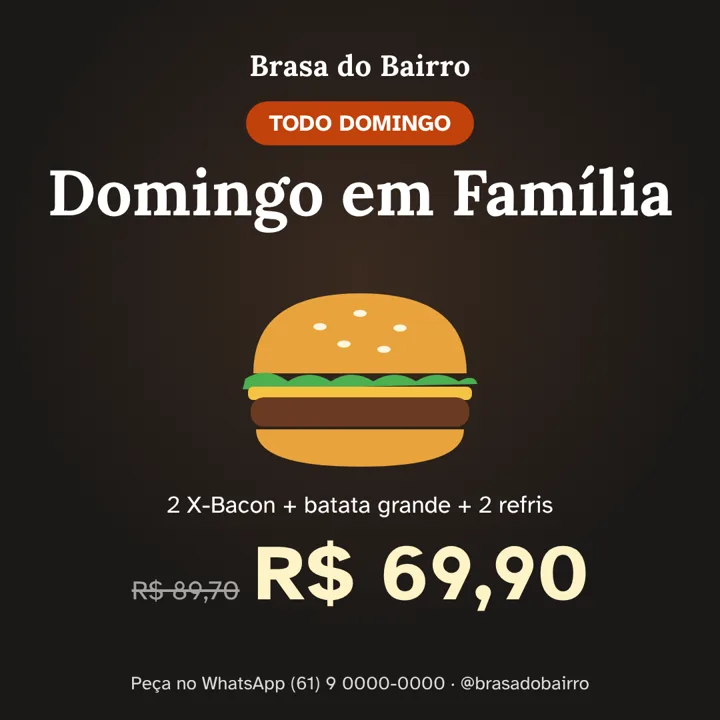 Brasa do Bairro
TODO DOMINGO
Domingo em Família
2 X-Bacon + batata grande + 2 refris
R$ 89,70 R$ 69,90
Peça no WhatsApp (61) 9 0000-0000 · @brasadobairro